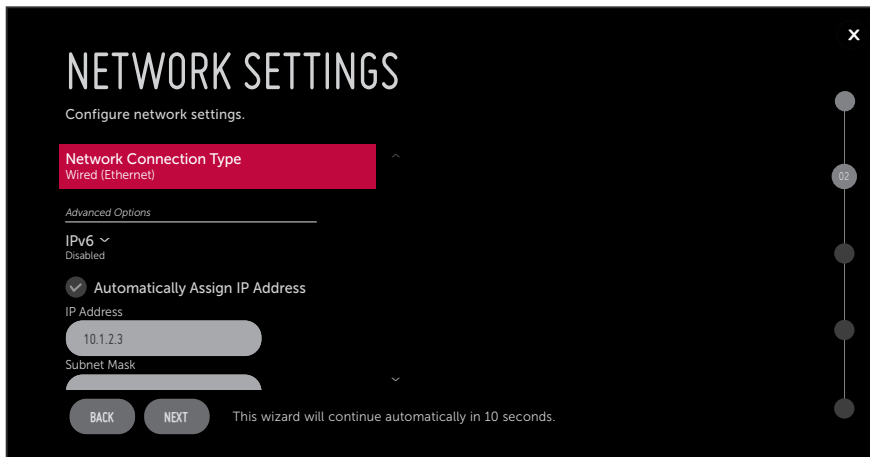 X
NETWORK SETTINGS
Configure network settings.
Network Connection Type
Wired (Ethernet)
02
Advanced Options
IPv6
Disabled
Automatically Assign IP Address
IP Address
10.1.2.3
Subnet Mask
BACK NEXT This wizard will continue automatically in 10 seconds.